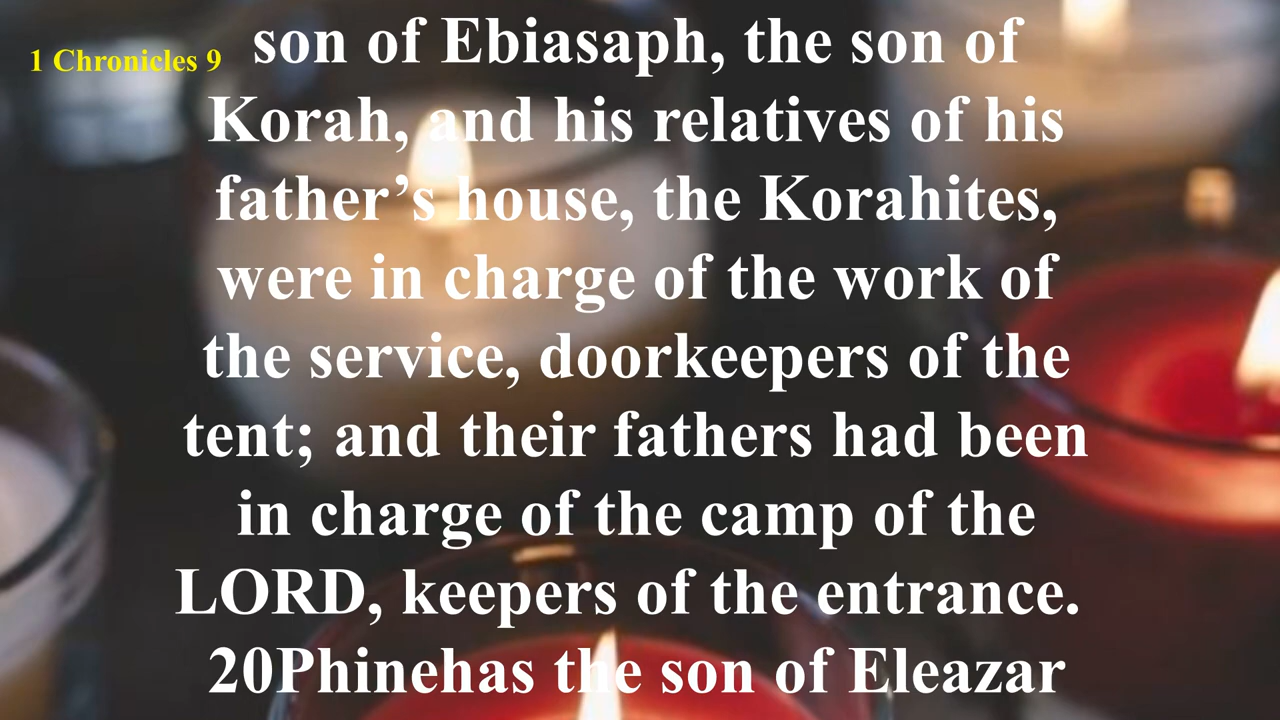 1 Chronicles 9
son of Ebiasaph, the son of
Korah, and his relatives of his
father’s house, the Korahites,
were in charge of the work of
the service, doorkeepers of the
tent; and their fathers had been
in charge of the camp of the
LORD, keepers of the entrance.
20Phinehas the son of Eleazar